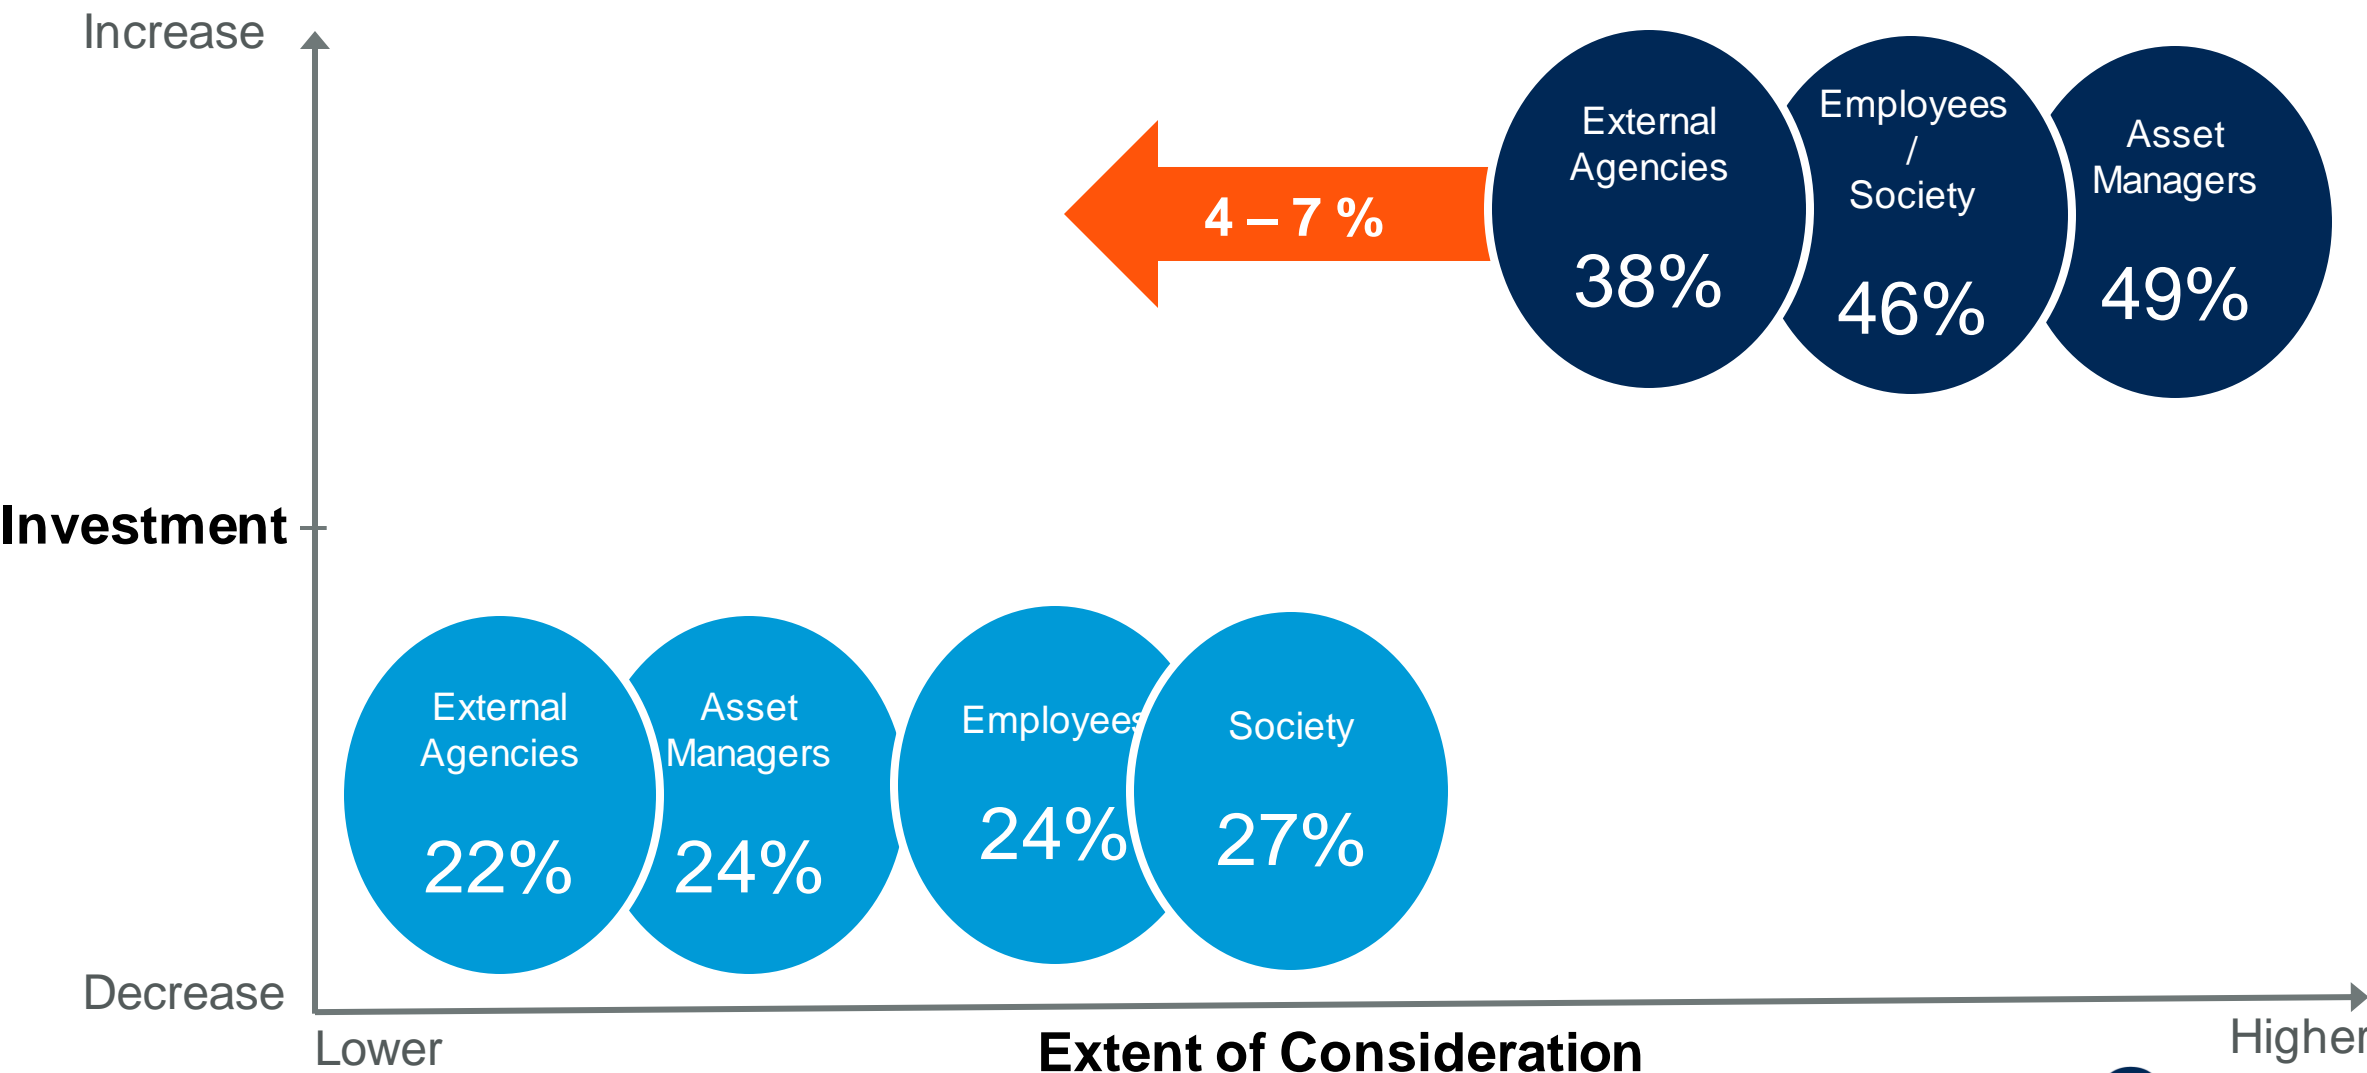 Increase
External
Agencies
38%
Employees
/
Society
46%
Asset
Managers
49%
4 – 7 %
Investment
External
Agencies
22%
Asset
Managers
24%
Employees
24%
Society
27%
Decrease
Lower
Extent of Consideration
Higher